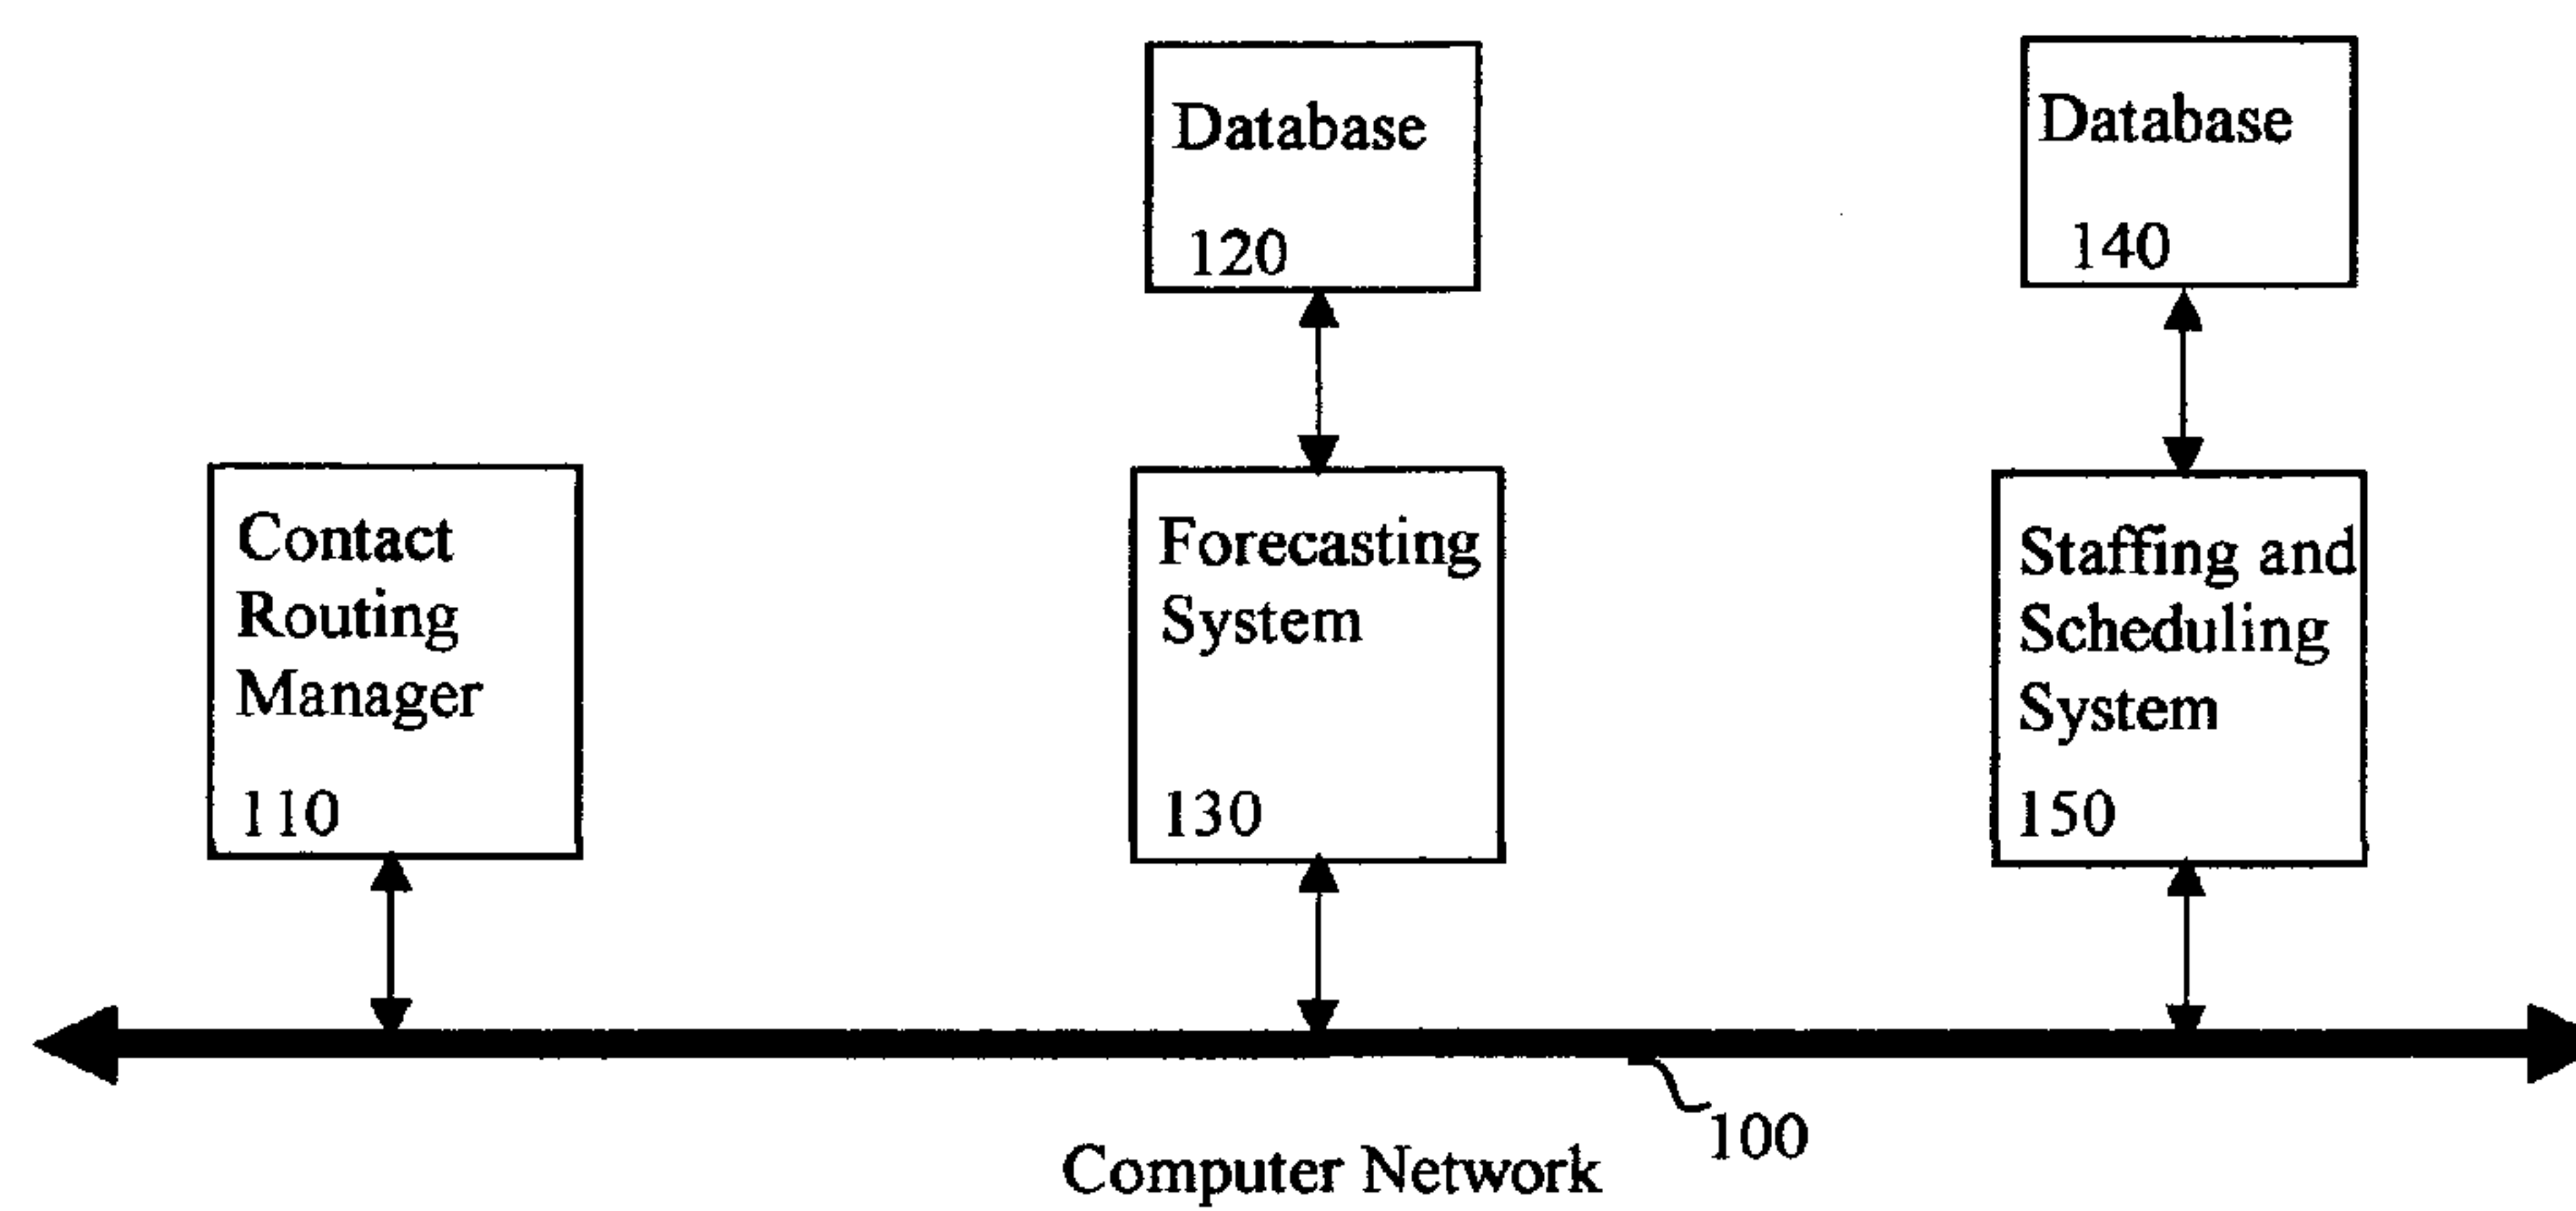 Database
120
Database
140
Contact
Routing
Manager
110
Forecasting
System
130
Staffing and
Scheduling
System
150
100
Computer Network